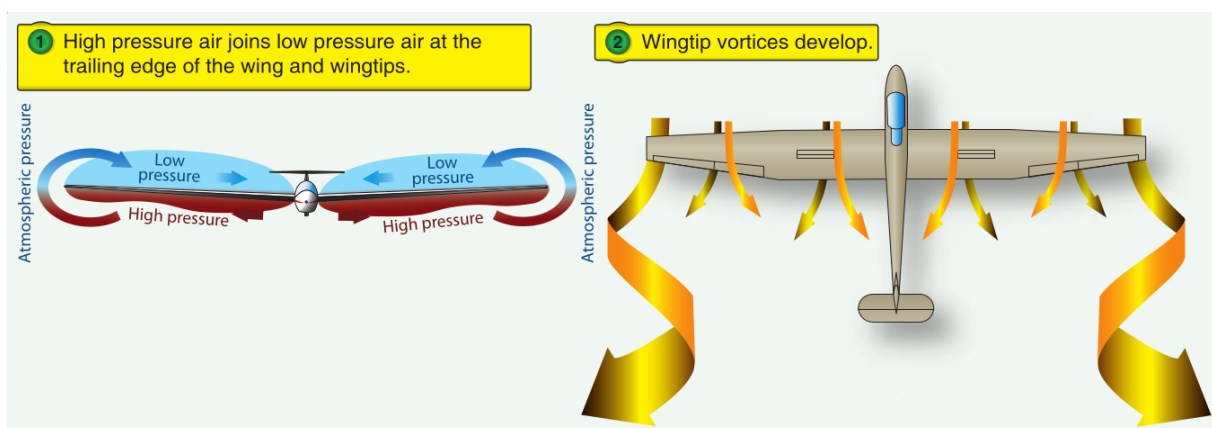 1 High pressure air joins low pressure air at the
trailing edge of the wing and wingtips.
Atmospheric pressure
Low
pressure
Low
pressure
High pressure
High pressure
2 Wingtip vortices develop.
Atmospheric pressure